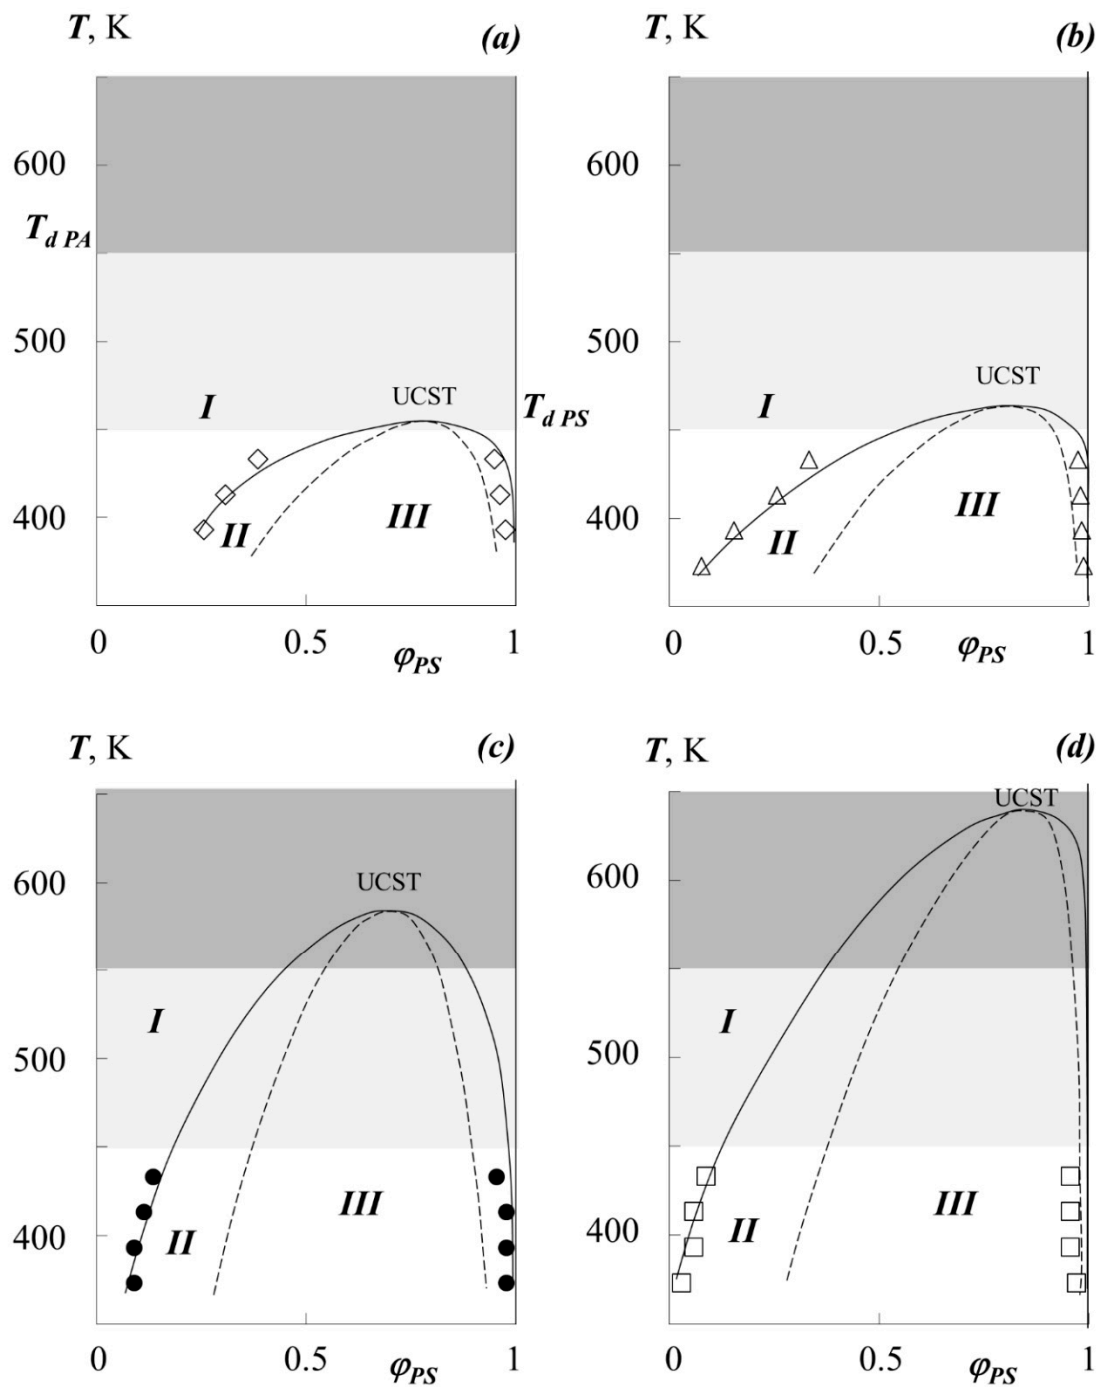 T, K (a)
600
T_d PA
500
UCST
I
T_d PS
400
II
III
0 0.5 1
φ_PS
T, K (b)
600
500
UCST
I
400
II
III
0 0.5 1
φ_PS
T, K (c)
600
UCST
500
I
400
II
III
0 0.5 1
φ_PS
T, K (d)
UCST
600
500
I
400
II
III
0 0.5 1
φ_PS